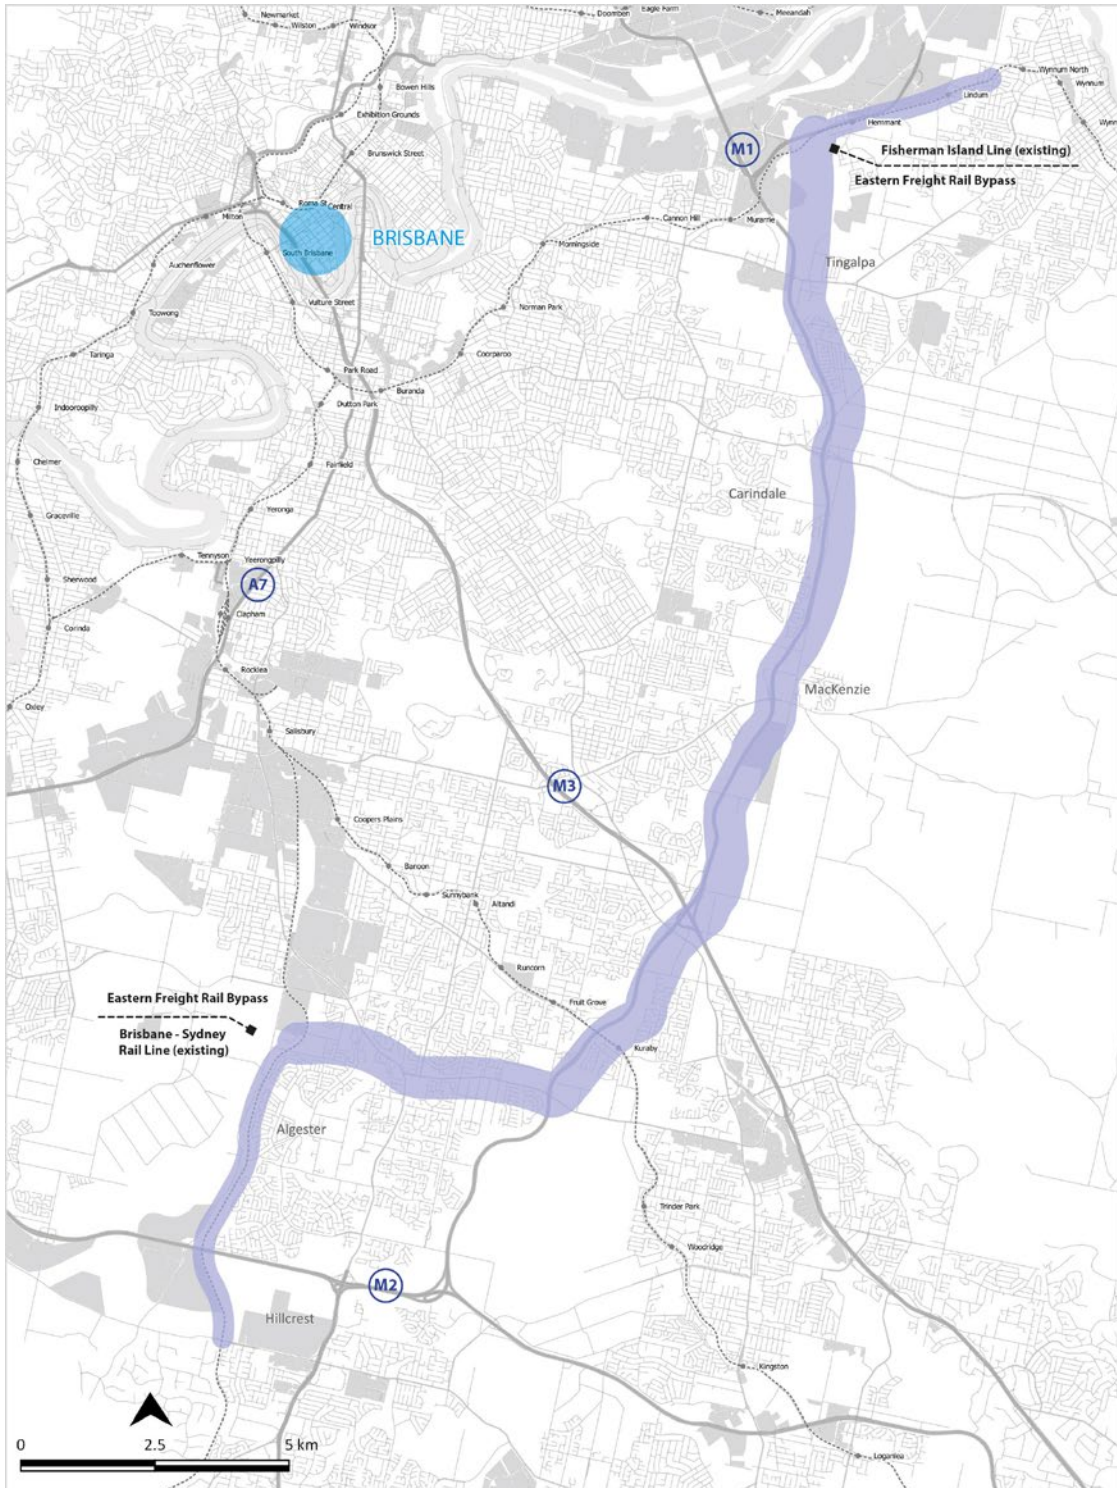 Newmarket
Wilston
Windsor
Doomben
Eagle Farm
Meeandah
Bowen Hills
Wynnum North
Wynnum
Lindum
Exhibition Grounds
Hemmant
Brunswick Street
M1
Fisherman Island Line (existing)
Eastern Freight Rail Bypass
Roma St
Central
Milton
Cannon Hill
Murarrie
BRISBANE
Morningside
South Brisbane
Auchenflower
Tingalpa
Vulture Street
Norman Park
Toowong
Taringa
Coorparoo
Park Road
Buranda
Indooroopilly
Dutton Park
Chelmer
Fairfield
Carindale
Graceville
Yeronga
Tennyson
Yeerongpilly
Sherwood
A7
Clapham
Corinda
Rocklea
MacKenzie
Oxley
Salisbury
M3
Coopers Plains
Banoon
Sunnybank
Altandi
Runcorn
Eastern Freight Rail Bypass
Fruit Grove
Brisbane - Sydney
Rail Line (existing)
Kuraby
Algester
Trinder Park
Woodridge
M2
Hillcrest
Kingston
0 2.5 5 km
Loganlea